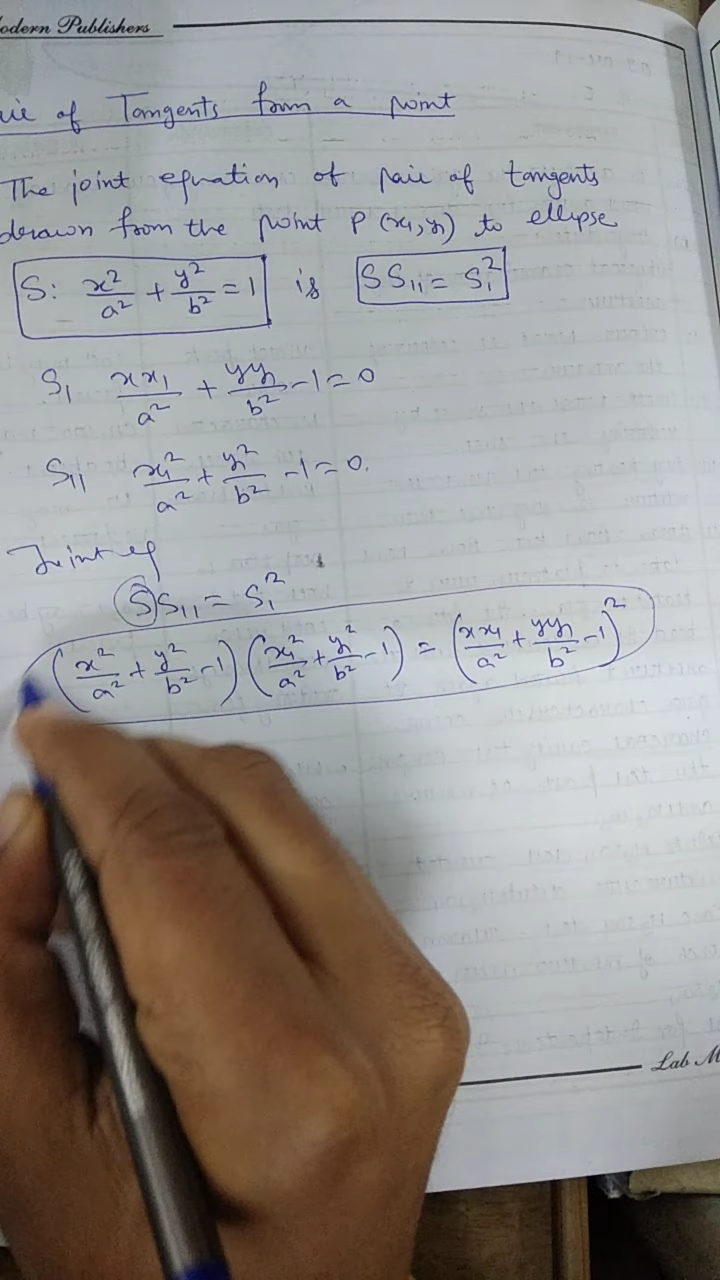 odern Publishers
ir of Tangents from a point
The joint equation of pair of tangents
drawn from the point P (x₁, y₁) to ellipse
S: x²/a² + y²/b² = 1 is SS₁₁ = S₁²
S₁ xx₁/a² + yy₁/b² - 1 = 0
S₁₁ x₁²/a² + y₁²/b² - 1 = 0.
Joint eq
SS₁₁ = S₁²
(x²/a² + y²/b² - 1) (x₁²/a² + y₁²/b² - 1) = (xx₁/a² + yy₁/b² - 1)²
Lab M